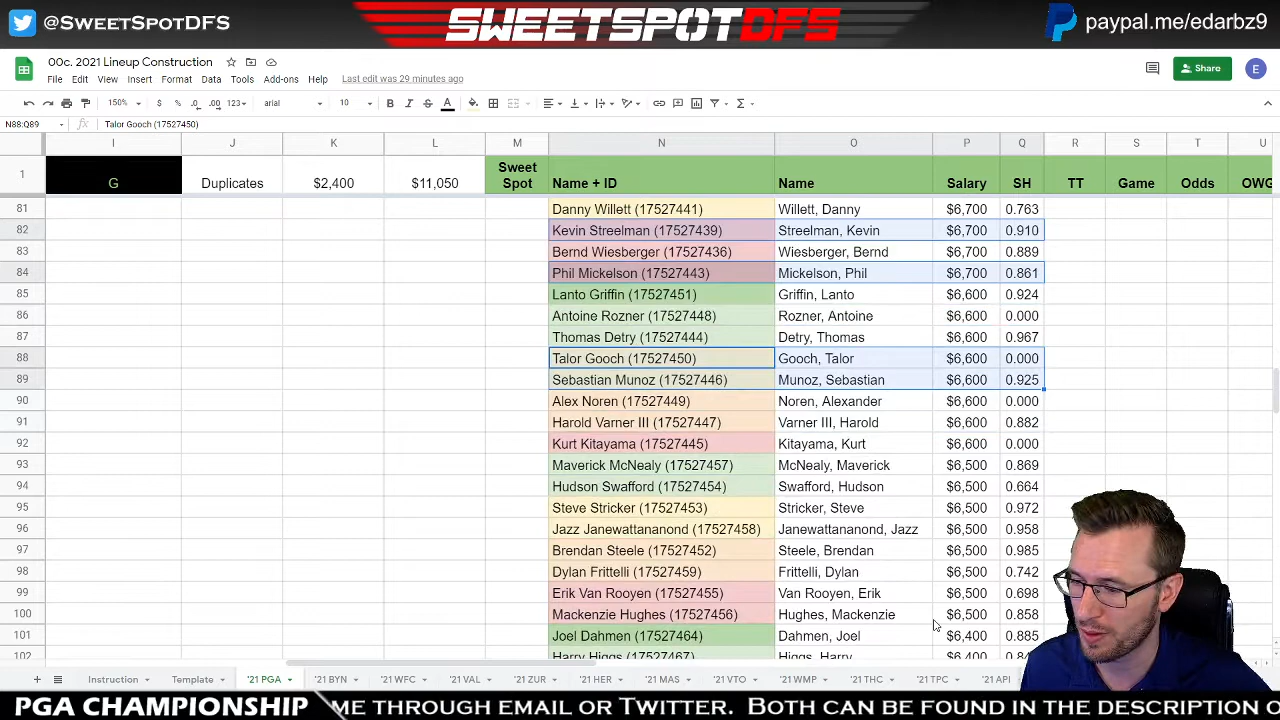 @SweetSpotDFS
SWEETSPOTDFS
paypal.me/edarbz9
00c. 2021 Lineup Construction
File Edit View Insert Format Data Tools Add-ons Help Last edit was 29 minutes ago
Share
E
150% $ % .0 .00 123 arial 10 B I S A
N88:Q89 fx Talor Gooch (17527450)
I J K L M N O P Q R S T U
1 G Duplicates $2,400 $11,050 Sweet Spot Name + ID Name Salary SH TT Game Odds OWG
81 Danny Willett (17527441) Willett, Danny $6,700 0.763
82 Kevin Streelman (17527439) Streelman, Kevin $6,700 0.910
83 Bernd Wiesberger (17527436) Wiesberger, Bernd $6,700 0.889
84 Phil Mickelson (17527443) Mickelson, Phil $6,700 0.861
85 Lanto Griffin (17527451) Griffin, Lanto $6,600 0.924
86 Antoine Rozner (17527448) Rozner, Antoine $6,600 0.000
87 Thomas Detry (17527444) Detry, Thomas $6,600 0.967
88 Talor Gooch (17527450) Gooch, Talor $6,600 0.000
89 Sebastian Munoz (17527446) Munoz, Sebastian $6,600 0.925
90 Alex Noren (17527449) Noren, Alexander $6,600 0.000
91 Harold Varner III (17527447) Varner III, Harold $6,600 0.882
92 Kurt Kitayama (17527445) Kitayama, Kurt $6,600 0.000
93 Maverick McNealy (17527457) McNealy, Maverick $6,500 0.869
94 Hudson Swafford (17527454) Swafford, Hudson $6,500 0.664
95 Steve Stricker (17527453) Stricker, Steve $6,500 0.972
96 Jazz Janewattananond (17527458) Janewattananond, Jazz $6,500 0.958
97 Brendan Steele (17527452) Steele, Brendan $6,500 0.985
98 Dylan Frittelli (17527459) Frittelli, Dylan $6,500 0.742
99 Erik Van Rooyen (17527455) Van Rooyen, Erik $6,500 0.698
100 Mackenzie Hughes (17527456) Hughes, Mackenzie $6,500 0.858
101 Joel Dahmen (17527464) Dahmen, Joel $6,400 0.885
102 Harry Higgs (17527467) Higgs, Harry $6,400
Instruction Template '21 PGA '21 BYN '21 WFC '21 VAL '21 ZUR '21 HER '21 MAS '21 VTO '21 WMP '21 THC '21 TPC '21 API
PGA CHAMPIONSHIP ME THROUGH EMAIL OR TWITTER. BOTH CAN BE FOUND IN THE DESCRIPTION O